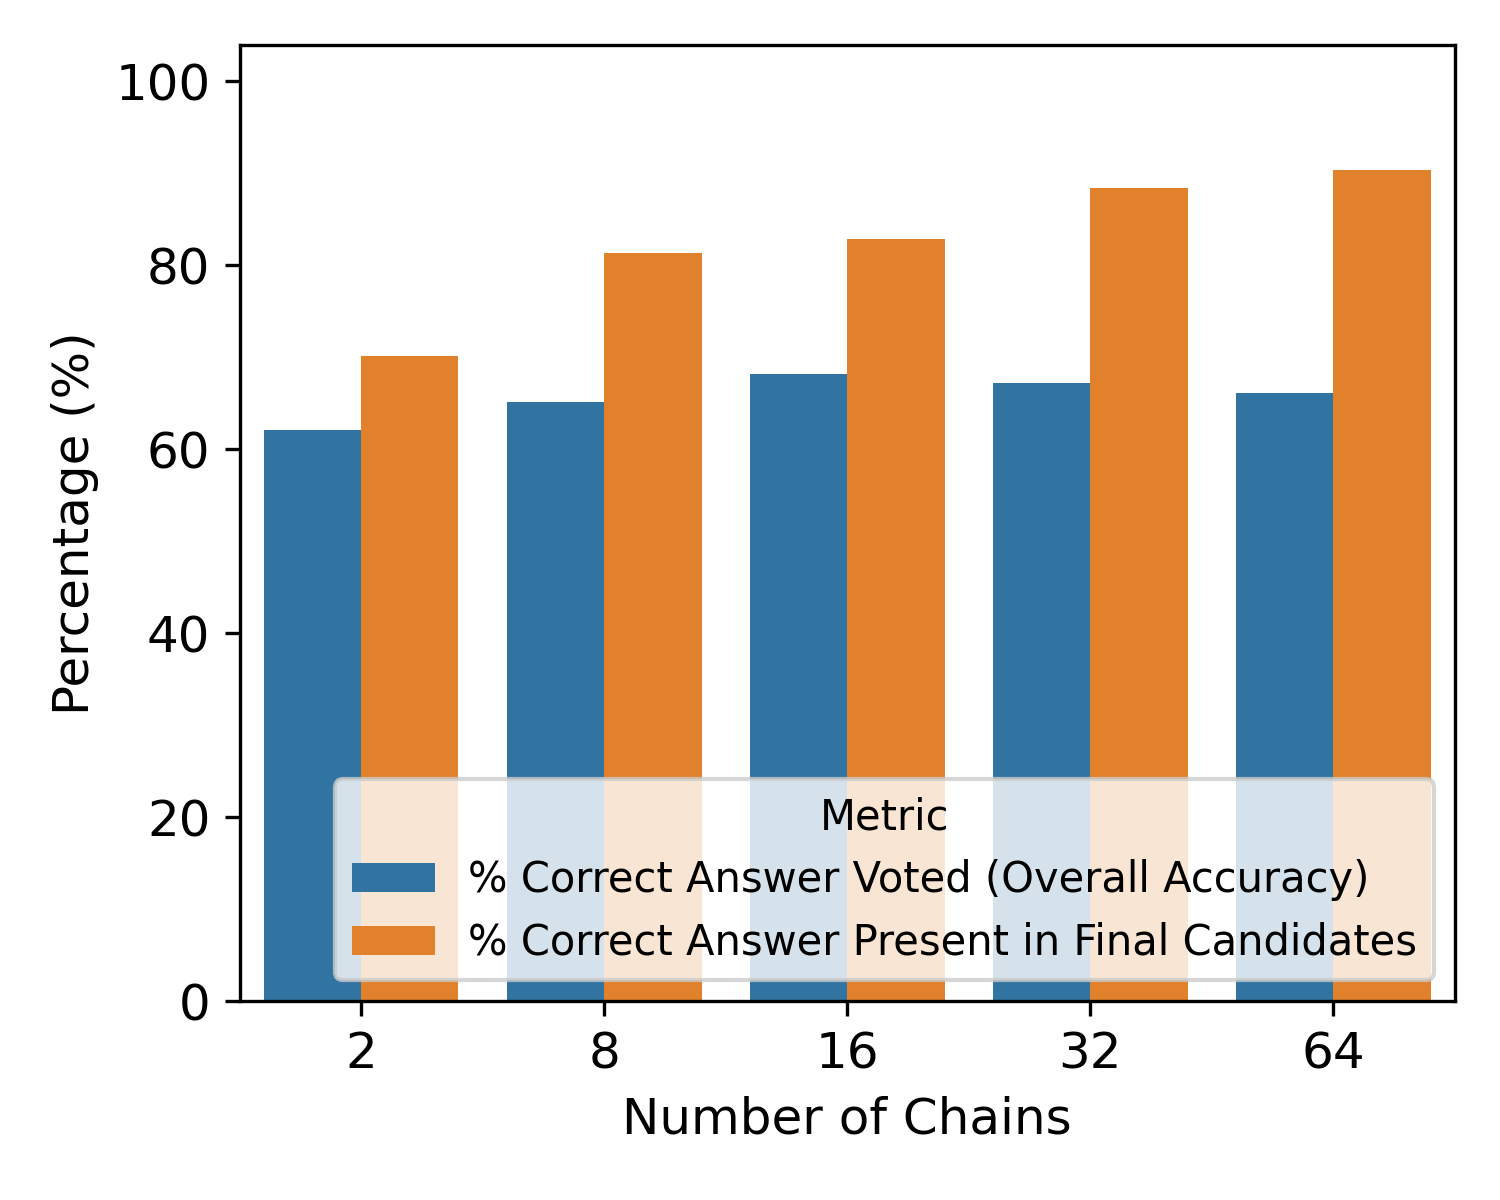 100
80
60
40
20
0
Percentage (%)
Metric
% Correct Answer Voted (Overall Accuracy)
% Correct Answer Present in Final Candidates
2 8 16 32 64
Number of Chains